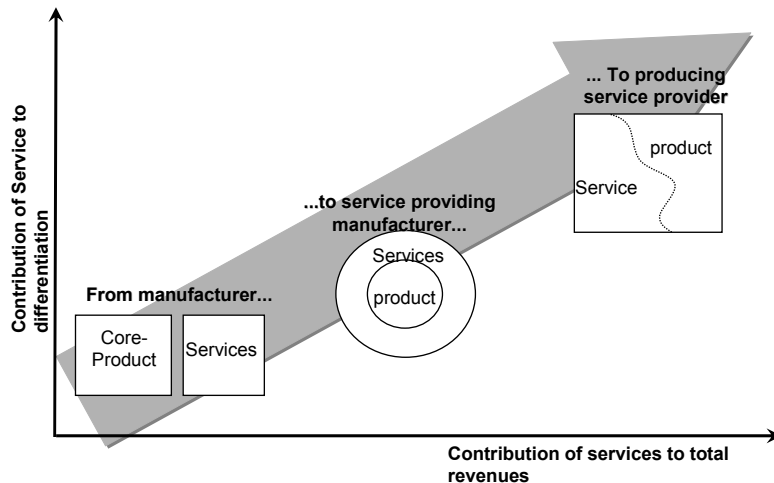 ... To producing
service provider
product
Service
...to service providing
manufacturer...
Services
product
From manufacturer...
Core-
Product
Services
Contribution of Service to
differentiation
Contribution of services to total
revenues